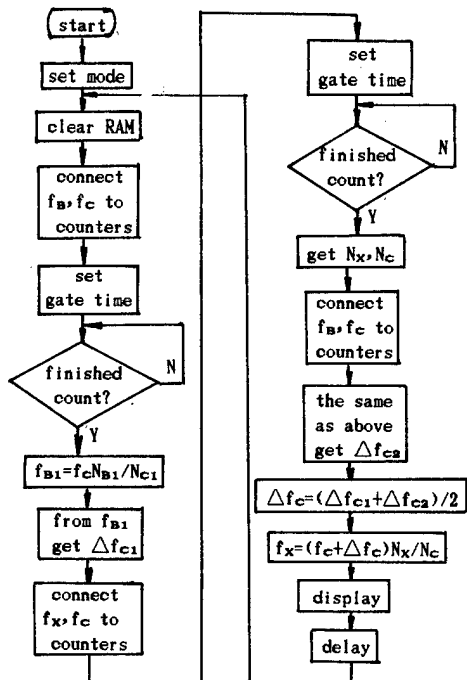 start
set mode
clear RAM
connect
f_B, f_C to
counters
set
gate time
finished
count?
N
Y
f_B1=f_C N_B1/N_C1
from f_B1
get △f_C1
connect
f_X, f_C to
counters
set
gate time
finished
count?
N
Y
get N_X, N_C
connect
f_B, f_C to
counters
the same
as above
get △f_C2
△f_C=(△f_C1+△f_C2)/2
f_X=(f_C+△f_C)N_X/N_C
display
delay